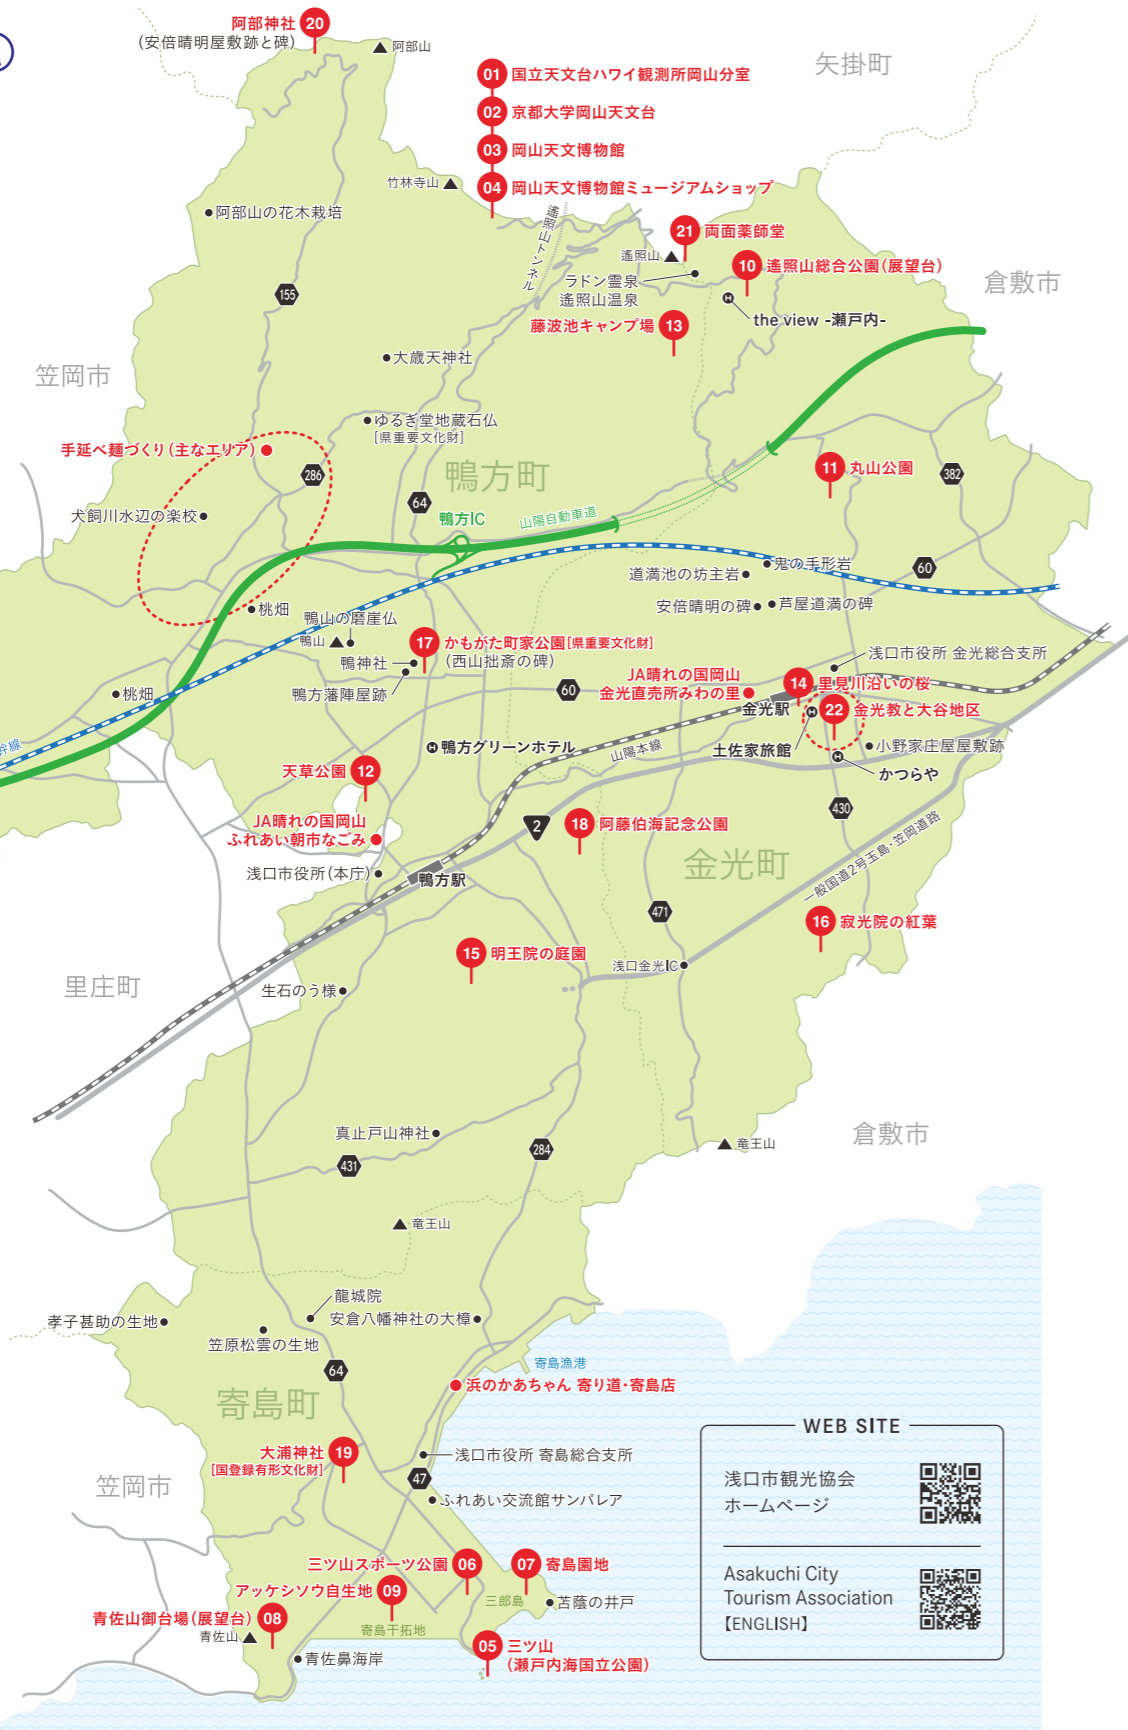 20
阿部神社
(安倍晴明屋敷跡と碑)
阿部山
矢掛町
01 国立天文台ハワイ観測所岡山分室
02 京都大学岡山天文台
03 岡山天文博物館
04 岡山天文博物館ミュージアムショップ
竹林寺山
阿部山の花木栽培
遙照山トンネル
21 両面薬師堂
遙照山
10 遙照山総合公園(展望台)
ラドン霊泉
遙照山温泉
倉敷市
155
the view -瀬戸内-
藤波池キャンプ場 13
大歳天神社
笠岡市
ゆるぎ堂地蔵石仏
[県重要文化財]
手延べ麺づくり(主なエリア)
286
鴨方町
11 丸山公園
382
64
犬飼川水辺の楽校
鴨方IC
山陽自動車道
道満池の坊主岩
鬼の手形岩
60
安倍晴明の碑
芦屋道満の碑
桃畑
鴨山の磨崖仏
鴨山
17 かもがた町家公園[県重要文化財]
(西山拙斎の碑)
鴨神社
鴨方藩陣屋跡
浅口市役所 金光総合支所
JA晴れの国岡山
金光直売所みわの里
14 里見川沿いの桜
60
桃畑
金光駅
H
22 金光教と大谷地区
幹線
H 鴨方グリーンホテル
山陽本線
土佐家旅館
小野家庄屋屋敷跡
H
かつらや
天草公園 12
JA晴れの国岡山
ふれあい朝市なごみ
2
18 阿藤伯海記念公園
430
一般国道2号玉島・笠岡道路
金光町
浅口市役所(本庁)
鴨方駅
471
16 寂光院の紅葉
15 明王院の庭園
浅口金光IC
里庄町
生石のう様
真止戸山神社
431
284
竜王山
倉敷市
竜王山
龍城院
孝子甚助の生地
安倉八幡神社の大樟
笠原松雲の生地
寄島漁港
64
浜のかあちゃん 寄り道・寄島店
寄島町
大浦神社
[国登録有形文化財]
19
浅口市役所 寄島総合支所
47
ふれあい交流館サンパレア
笠岡市
三ツ山スポーツ公園 06
07 寄島園地
アッケシソウ自生地 09
三郎島
苫蔭の井戸
青佐山御台場(展望台) 08
青佐山
寄島干拓地
05 三ツ山
(瀬戸内海国立公園)
青佐鼻海岸
WEB SITE
浅口市観光協会
ホームページ
Asakuchi City
Tourism Association
【ENGLISH】